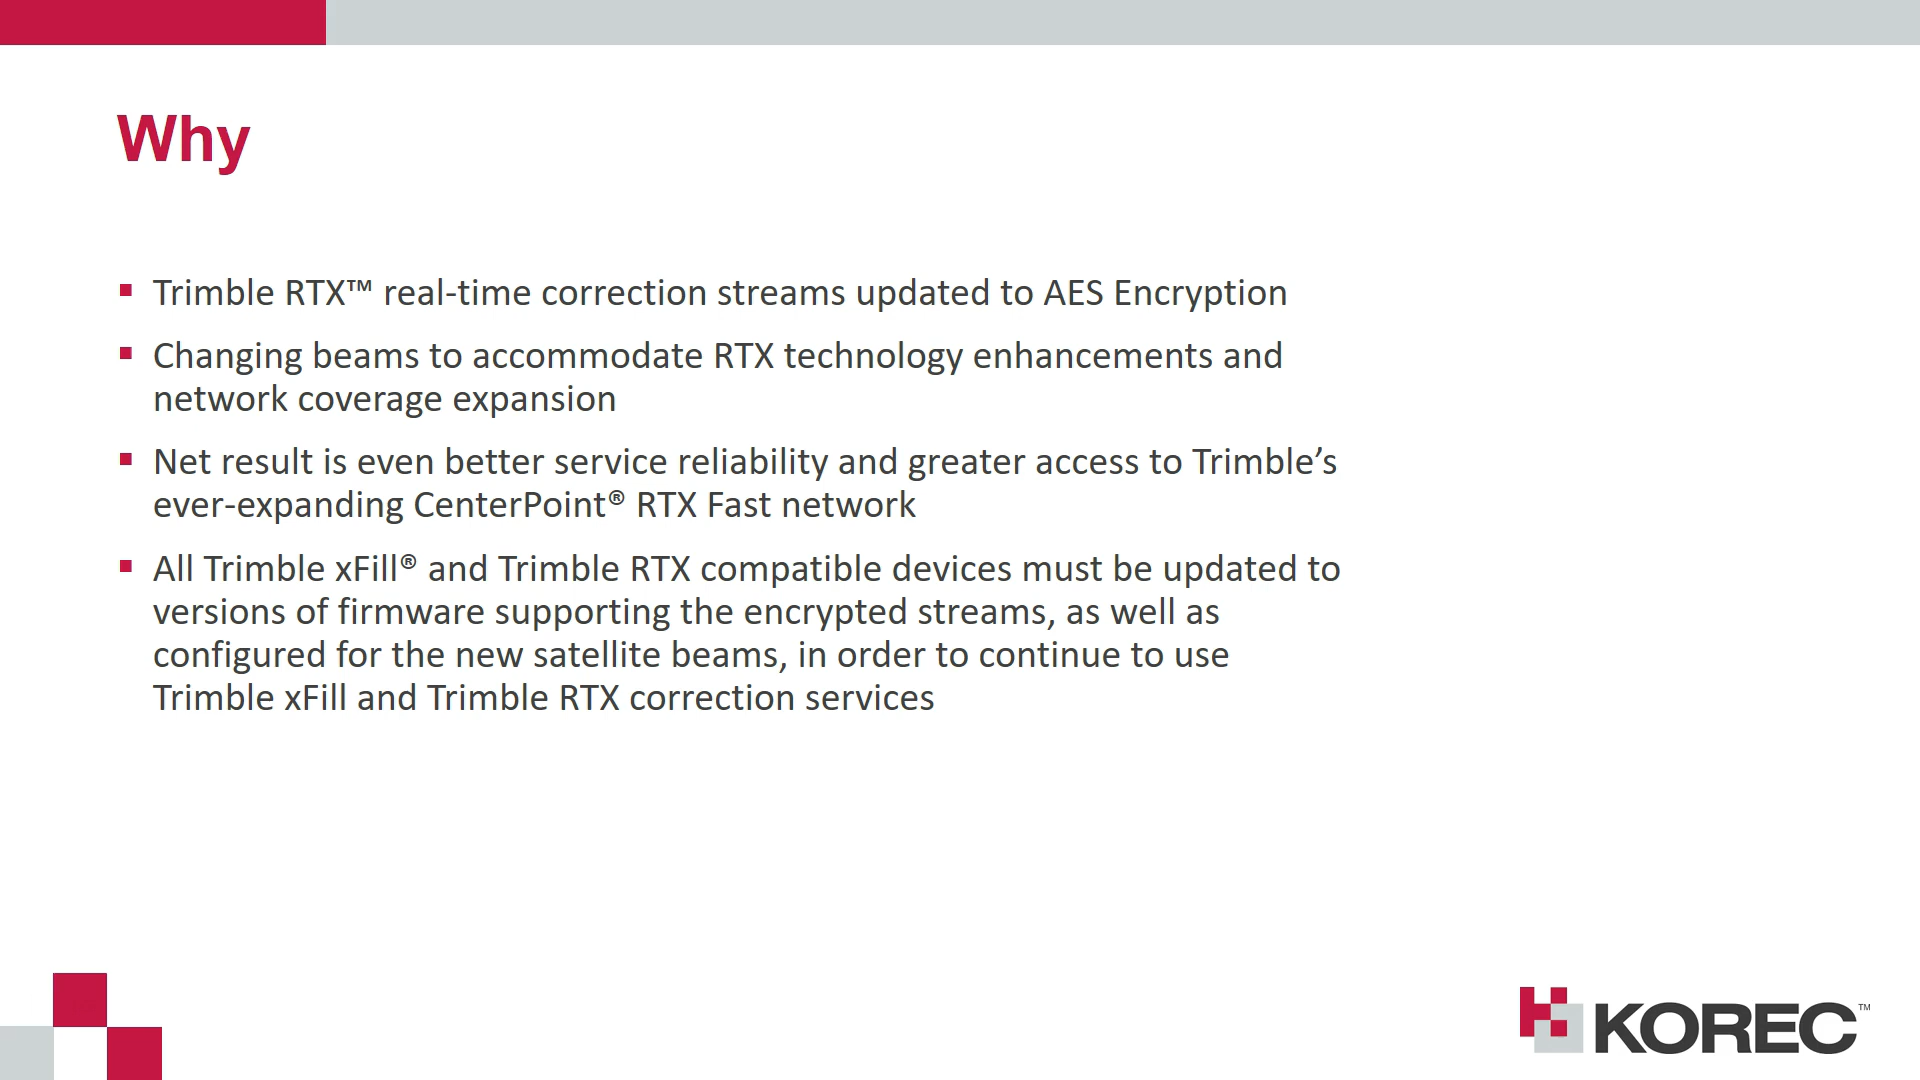 Why
Trimble RTX™ real-time correction streams updated to AES Encryption
Changing beams to accommodate RTX technology enhancements and
network coverage expansion
Net result is even better service reliability and greater access to Trimble’s
ever-expanding CenterPoint® RTX Fast network
All Trimble xFill® and Trimble RTX compatible devices must be updated to
versions of firmware supporting the encrypted streams, as well as
configured for the new satellite beams, in order to continue to use
Trimble xFill and Trimble RTX correction services
KOREC™